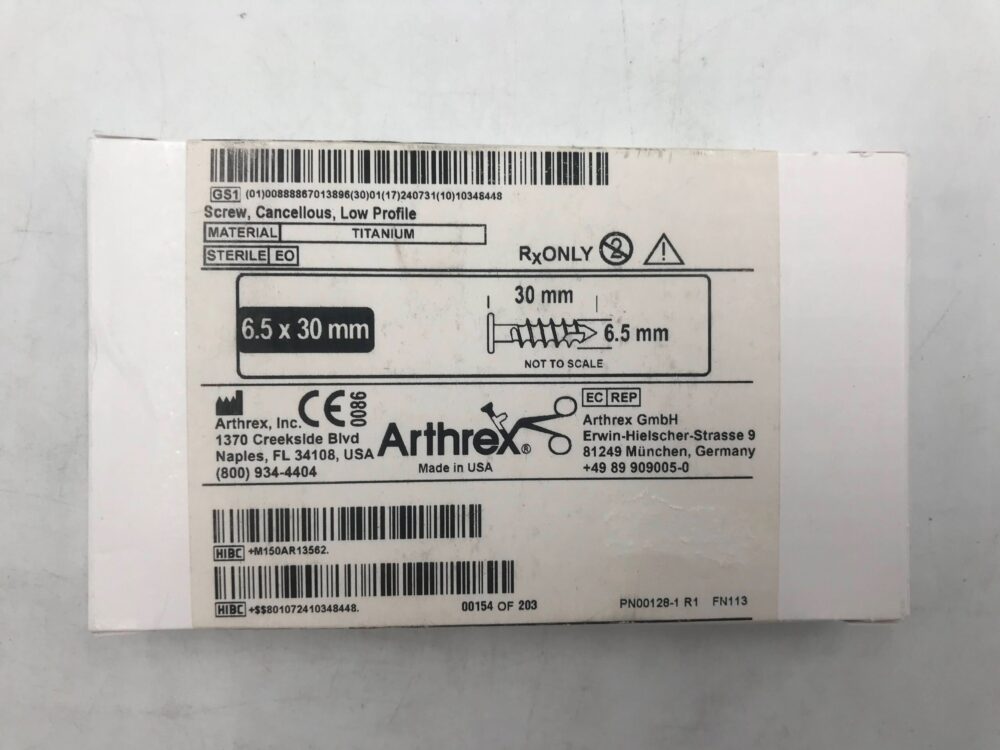 GS1 (01)00888867013896(30)01(17)240731(10)10348448
Screw, Cancellous, Low Profile
MATERIAL TITANIUM
STERILE EO
RxONLY 2
6.5 x 30 mm
30 mm
6.5 mm
NOT TO SCALE
Arthrex, Inc.
1370 Creekside Blvd
Naples, FL 34108, USA
(800) 934-4404
CE 0086
Arthrex®
Made in USA
EC REP
Arthrex GmbH
Erwin-Hielscher-Strasse 9
81249 München, Germany
+49 89 909005-0
HIBC +M150AR13562.
HIBC +$$801072410348448.
00154 OF 203
PN00128-1 R1 FN113